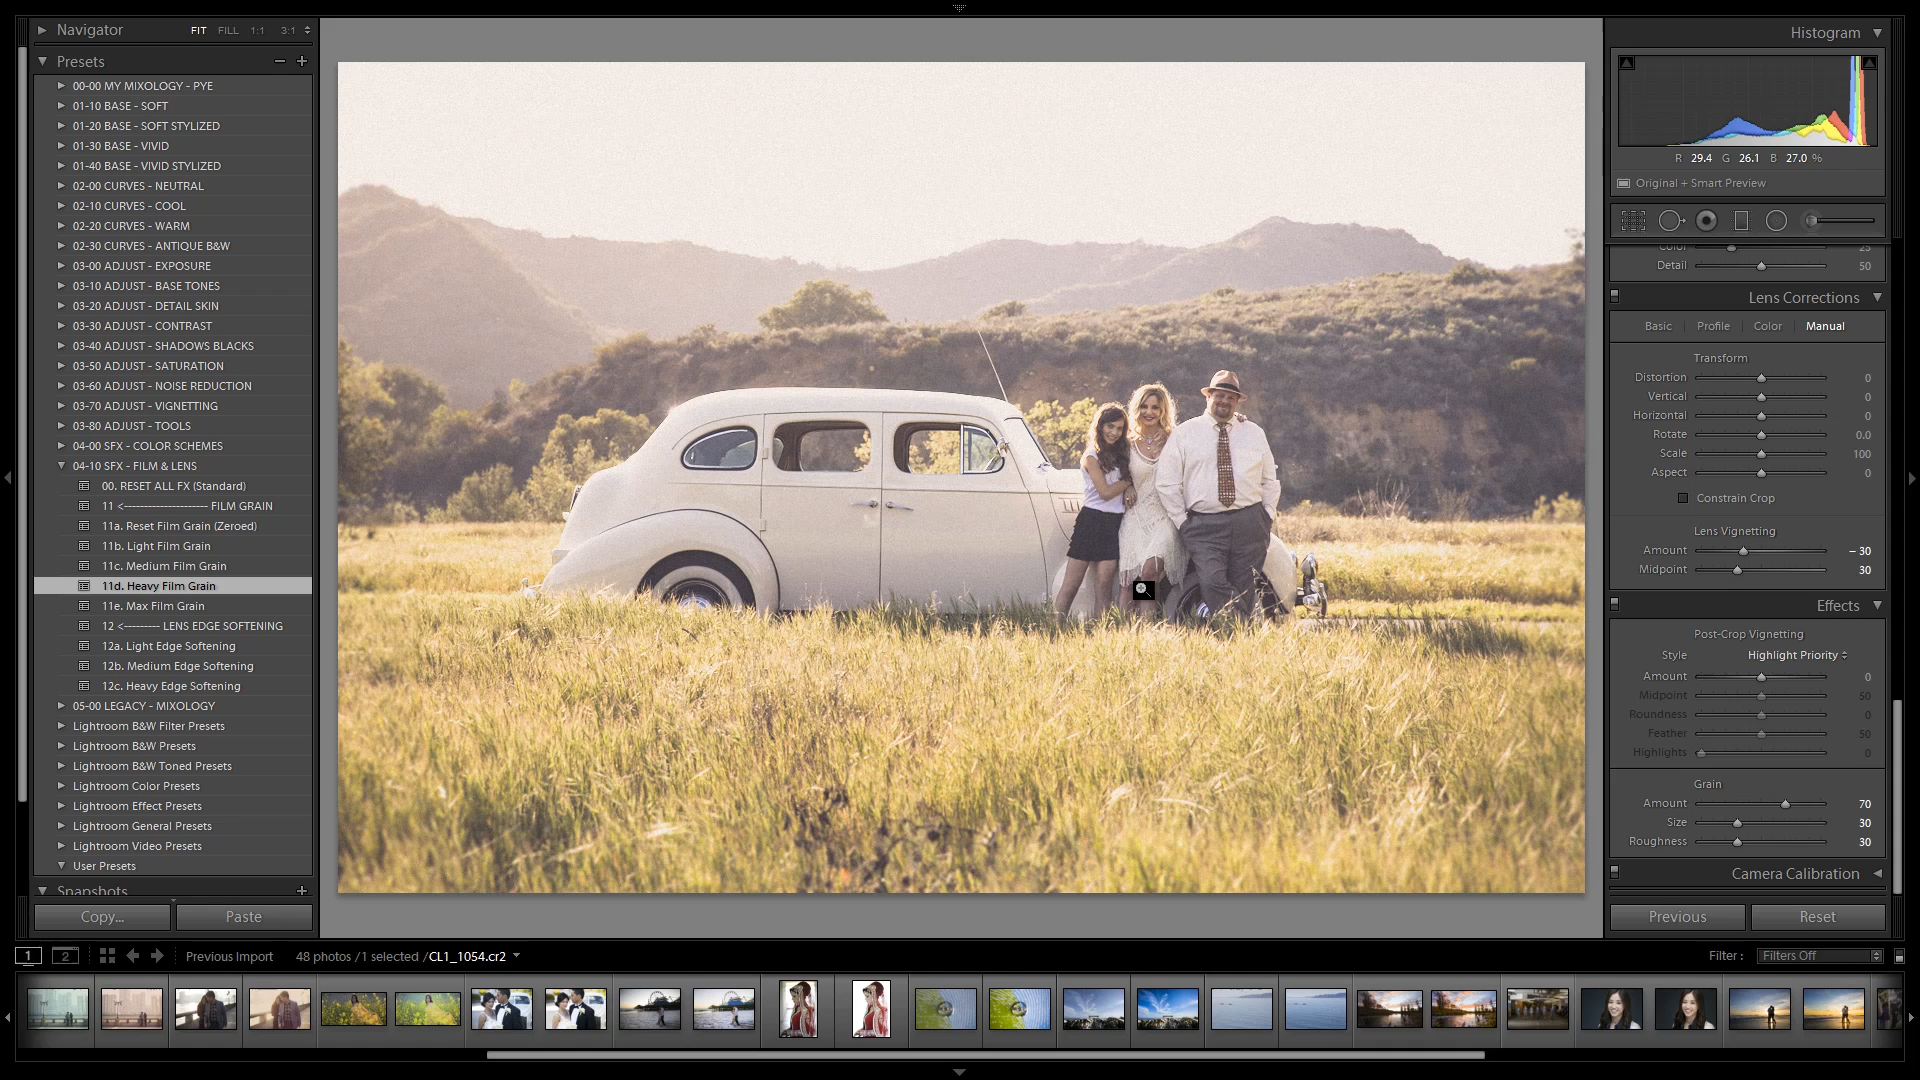 Navigator FIT FILL 1:1 3:1
Presets
00-00 MY MIXOLOGY - PYE
01-10 BASE - SOFT
01-20 BASE - SOFT STYLIZED
01-30 BASE - VIVID
01-40 BASE - VIVID STYLIZED
02-00 CURVES - NEUTRAL
02-10 CURVES - COOL
02-20 CURVES - WARM
02-30 CURVES - ANTIQUE B&W
03-00 ADJUST - EXPOSURE
03-10 ADJUST - BASE TONES
03-20 ADJUST - DETAIL SKIN
03-30 ADJUST - CONTRAST
03-40 ADJUST - SHADOWS BLACKS
03-50 ADJUST - SATURATION
03-60 ADJUST - NOISE REDUCTION
03-70 ADJUST - VIGNETTING
03-80 ADJUST - TOOLS
04-00 SFX - COLOR SCHEMES
04-10 SFX - FILM & LENS
00. RESET ALL FX (Standard)
11 <--------------------- FILM GRAIN
11a. Reset Film Grain (Zeroed)
11b. Light Film Grain
11c. Medium Film Grain
11d. Heavy Film Grain
11e. Max Film Grain
12 <--------- LENS EDGE SOFTENING
12a. Light Edge Softening
12b. Medium Edge Softening
12c. Heavy Edge Softening
05-00 LEGACY - MIXOLOGY
Lightroom B&W Filter Presets
Lightroom B&W Presets
Lightroom B&W Toned Presets
Lightroom Color Presets
Lightroom Effect Presets
Lightroom General Presets
Lightroom Video Presets
User Presets
Snapshots
Copy... Paste
Histogram
R 29.4 G 26.1 B 27.0 %
Original + Smart Preview
Color 25
Detail 50
Lens Corrections
Basic Profile Color Manual
Transform
Distortion 0
Vertical 0
Horizontal 0
Rotate 0.0
Scale 100
Aspect 0
Constrain Crop
Lens Vignetting
Amount – 30
Midpoint 30
Effects
Post-Crop Vignetting
Style Highlight Priority
Amount 0
Midpoint 50
Roundness 0
Feather 50
Highlights 0
Grain
Amount 70
Size 30
Roughness 30
Camera Calibration
Previous Reset
1 2 Previous Import 48 photos /1 selected /CL1_1054.cr2 Filter : Filters Off